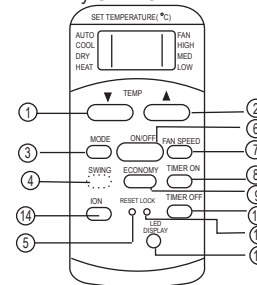 SET TEMPERATURE(°C)
AUTO FAN
COOL HIGH
DRY MED
HEAT LOW
▼ TEMP ▲
1
2
6
MODE ON/OFF FAN SPEED
3
7
SWING ECONOMY TIMER ON
4
8
ION RESET LOCK TIMER OFF
14
5
LED
DISPLAY